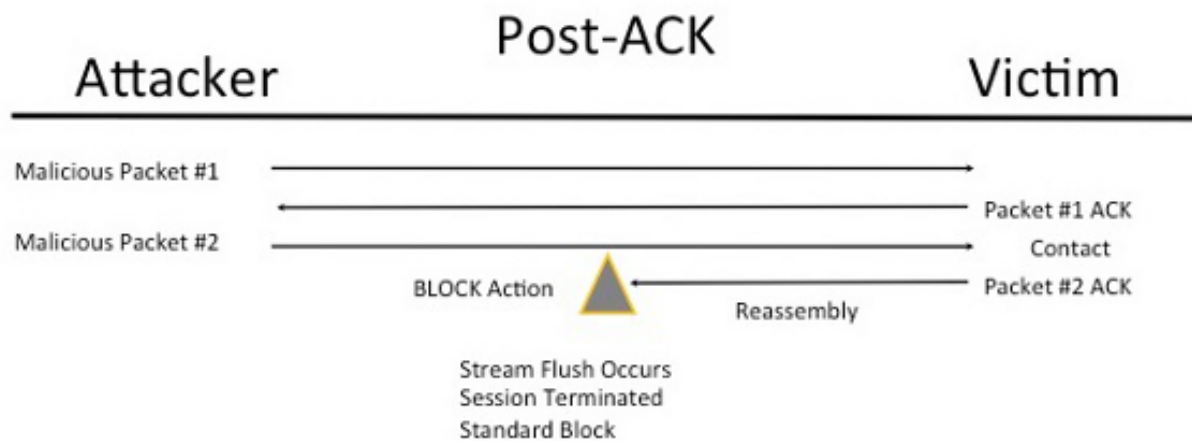 Post-ACK
Attacker
Victim
Malicious Packet #1
Packet #1 ACK
Malicious Packet #2
Contact
BLOCK Action
Packet #2 ACK
Reassembly
Stream Flush Occurs
Session Terminated
Standard Block